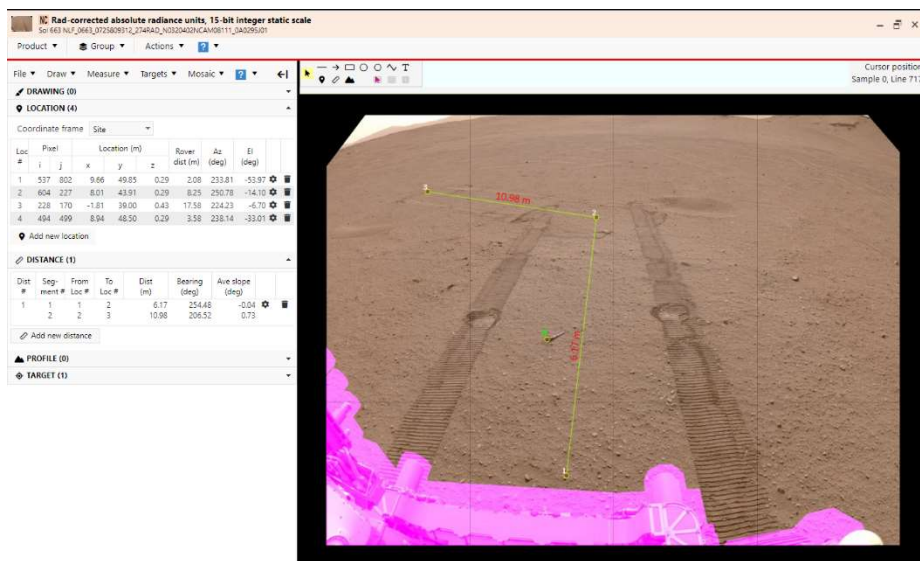 NC Rad-corrected absolute radiance units, 15-bit integer static scale
Sol 663 NLF_0663_0725809312_274RAD_N0320402NCAM08111_0A0295J01
Product ▼ Group ▼ Actions ▼ ? ▼
File ▼ Draw ▼ Measure ▼ Targets ▼ Mosaic ▼ ? ▼
T
Cursor position
Sample 0, Line 717
DRAWING (0)
LOCATION (4)
Coordinate frame Site
Loc # Pixel i j Location (m) x y z Rover dist (m) Az (deg) El (deg)
1 537 802 9.66 49.85 0.29 2.08 233.81 -53.97
2 604 227 8.01 43.91 0.29 8.25 250.78 -14.10
3 228 170 -1.81 39.00 0.43 17.58 224.23 -6.70
4 494 499 8.94 48.50 0.29 3.58 238.14 -33.01
Add new location
DISTANCE (1)
Dist # Seg-ment # From Loc # To Loc # Dist (m) Bearing (deg) Ave slope (deg)
1 1 1 2 6.17 254.48 -0.04
2 2 3 10.98 206.52 0.73
Add new distance
PROFILE (0)
TARGET (1)
3
10.98 m
2
6.17 m
1